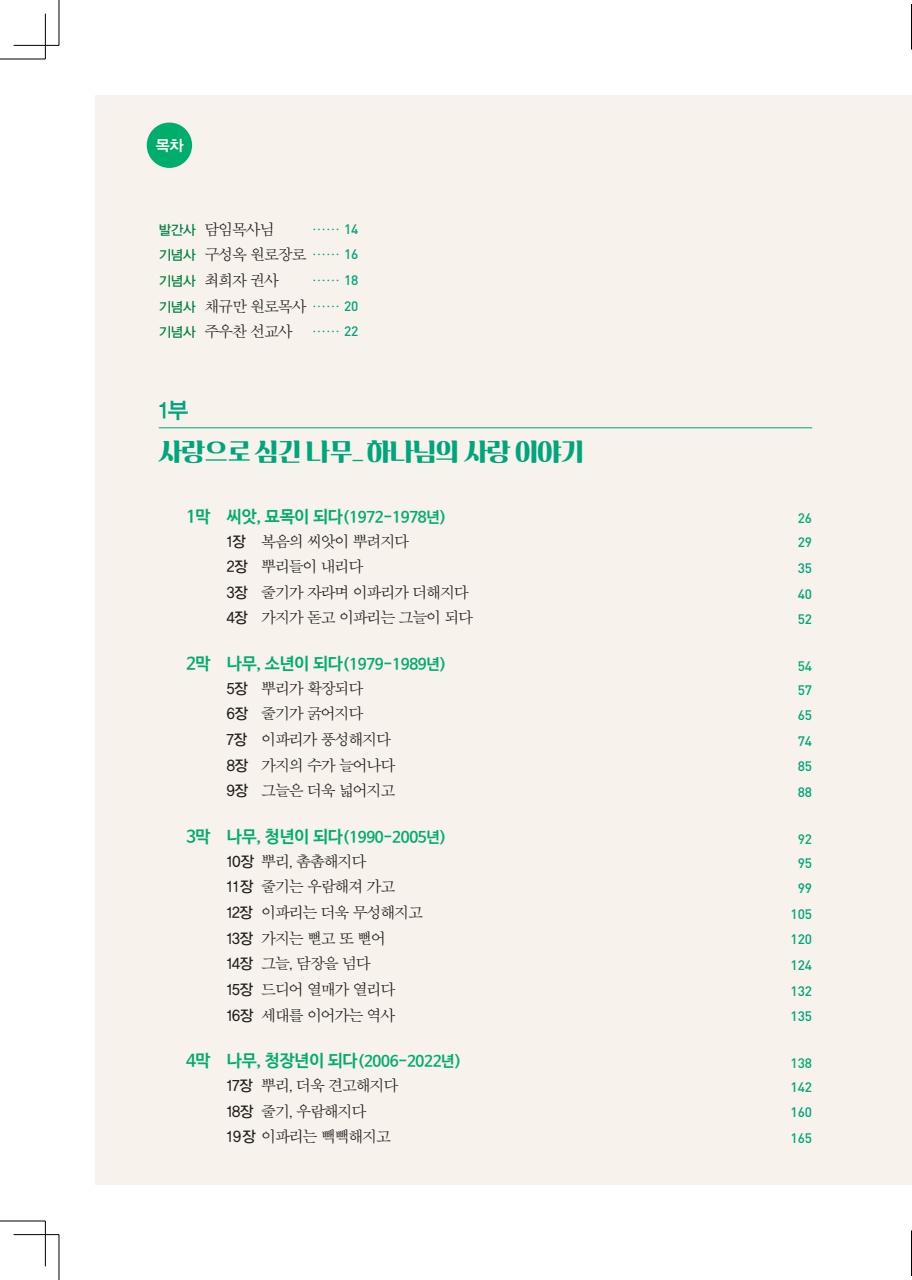 목차
발간사 담임목사님 …… 14
기념사 구성옥 원로장로 …… 16
기념사 최희자 권사 …… 18
기념사 채규만 원로목사 …… 20
기념사 주우찬 선교사 …… 22
1부
사랑으로 심긴 나무_하나님의 사랑 이야기
1막 씨앗, 묘목이 되다(1972-1978년) 26
1장 복음의 씨앗이 뿌려지다 29
2장 뿌리들이 내리다 35
3장 줄기가 자라며 이파리가 더해지다 40
4장 가지가 돋고 이파리는 그늘이 되다 52
2막 나무, 소년이 되다(1979-1989년) 54
5장 뿌리가 확장되다 57
6장 줄기가 굵어지다 65
7장 이파리가 풍성해지다 74
8장 가지의 수가 늘어나다 85
9장 그늘은 더욱 넓어지고 88
3막 나무, 청년이 되다(1990-2005년) 92
10장 뿌리, 촘촘해지다 95
11장 줄기는 우람해져 가고 99
12장 이파리는 더욱 무성해지고 105
13장 가지는 뻗고 또 뻗어 120
14장 그늘, 담장을 넘다 124
15장 드디어 열매가 열리다 132
16장 세대를 이어가는 역사 135
4막 나무, 청장년이 되다(2006-2022년) 138
17장 뿌리, 더욱 견고해지다 142
18장 줄기, 우람해지다 160
19장 이파리는 빽빽해지고 165